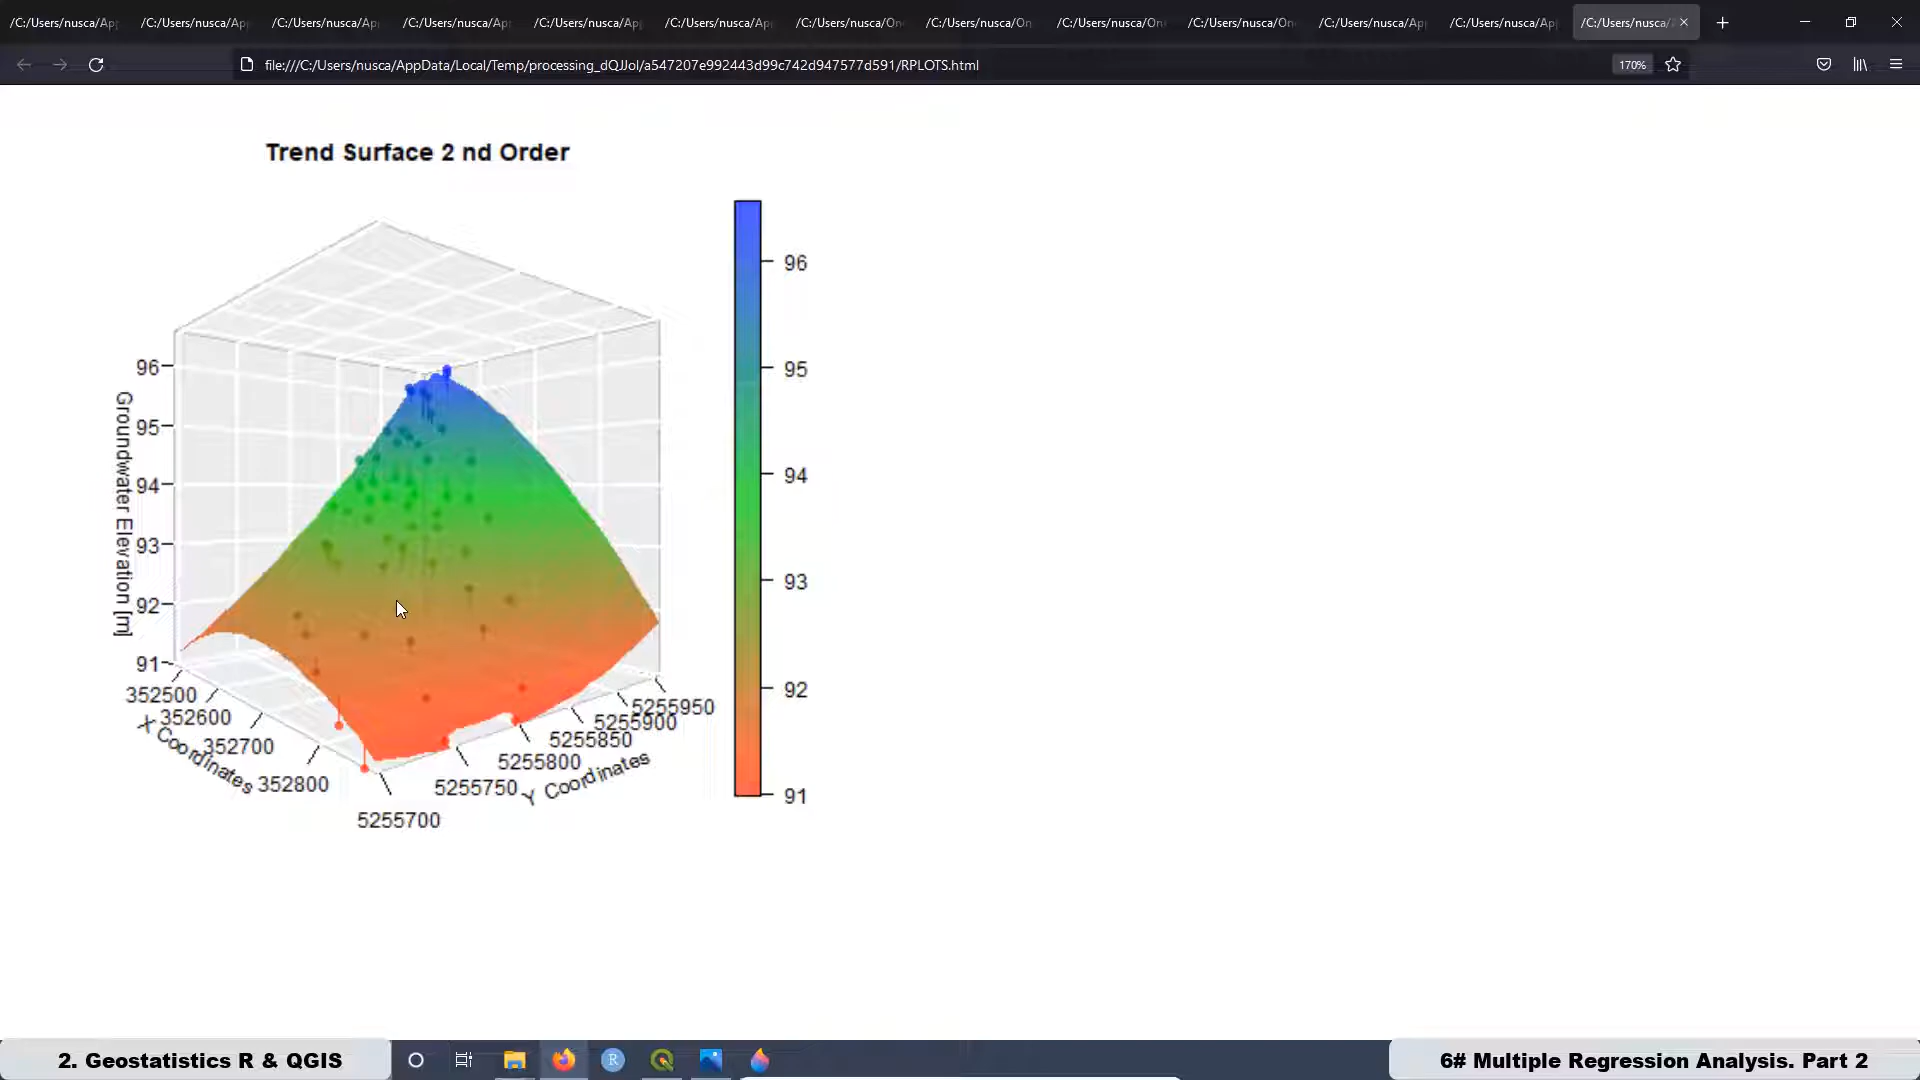 /C:/Users/nusca/Ap /C:/Users/nusca/Ap /C:/Users/nusca/Ap /C:/Users/nusca/Ap /C:/Users/nusca/Ap /C:/Users/nusca/Ap /C:/Users/nusca/On /C:/Users/nusca/On /C:/Users/nusca/On /C:/Users/nusca/On /C:/Users/nusca/Ap /C:/Users/nusca/Ap /C:/Users/nusca/
file:///C:/Users/nusca/AppData/Local/Temp/processing_dQJJol/a547207e992443d99c742d947577d591/RPLOTS.html 170%
Trend Surface 2 nd Order
96
95
94
93
92
91
Groundwater Elevation [m]
352500
352600
352700
352800
X Coordinates
5255700
5255750
5255800
5255850
5255900
5255950
Y Coordinates
96
95
94
93
92
91
2. Geostatistics R & QGIS
R
6# Multiple Regression Analysis. Part 2